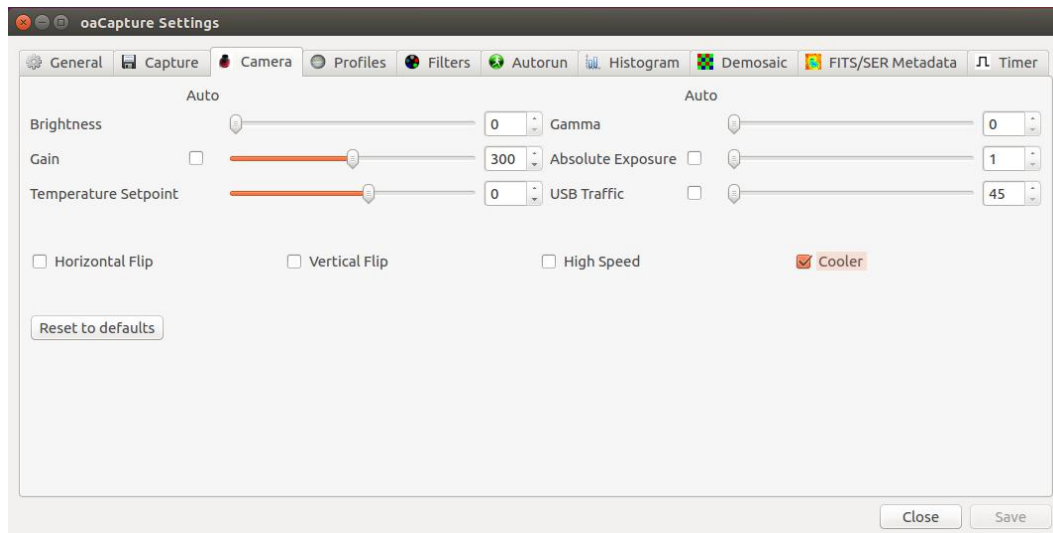 oaCapture Settings
General Capture Camera Profiles Filters Autorun Histogram Demosaic FITS/SER Metadata Timer
Auto Auto
Brightness 0 Gamma 0
Gain 300 Absolute Exposure 1
Temperature Setpoint 0 USB Traffic 45
Horizontal Flip Vertical Flip High Speed Cooler
Reset to defaults
Close Save